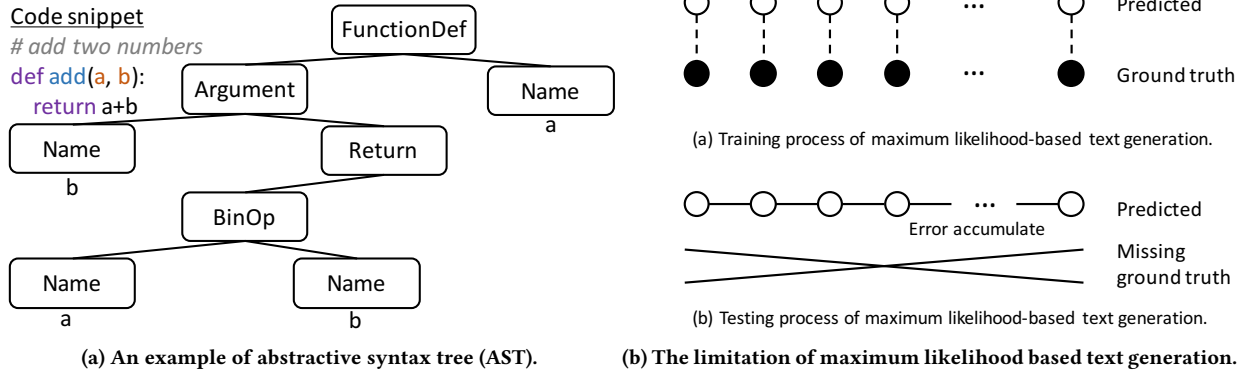 Code snippet
# add two numbers
def add(a, b):
return a+b
FunctionDef
Argument
Name
a
Name
b
Return
BinOp
Name
a
Name
b
(a) An example of abstractive syntax tree (AST).
Predicted
...
Ground truth
...
(a) Training process of maximum likelihood-based text generation.
...
Predicted
Error accumulate
Missing
ground truth
(b) Testing process of maximum likelihood-based text generation.
(b) The limitation of maximum likelihood based text generation.